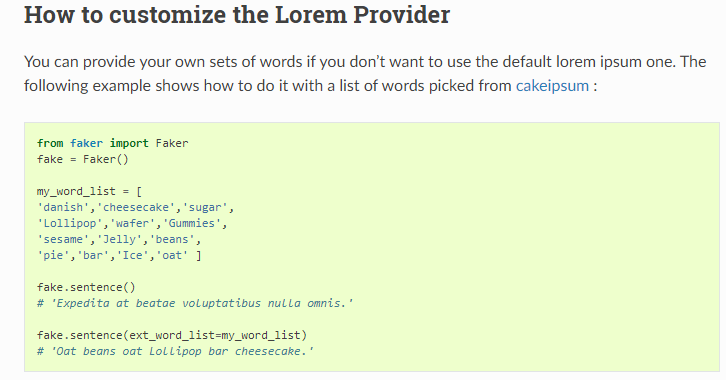 How to customize the Lorem Provider
You can provide your own sets of words if you don't want to use the default lorem ipsum one. The
following example shows how to do it with a list of words picked from cakeipsum :
from faker import Faker
fake = Faker()
my_word_list = [
'danish','cheesecake','sugar',
'Lollipop','wafer','Gummies',
'sesame','Jelly','beans',
'pie','bar','Ice','oat' ]
fake.sentence()
# 'Expedita at beatae voluptatibus nulla omnis.'
fake.sentence(ext_word_list=my_word_list)
# 'Oat beans oat Lollipop bar cheesecake.'